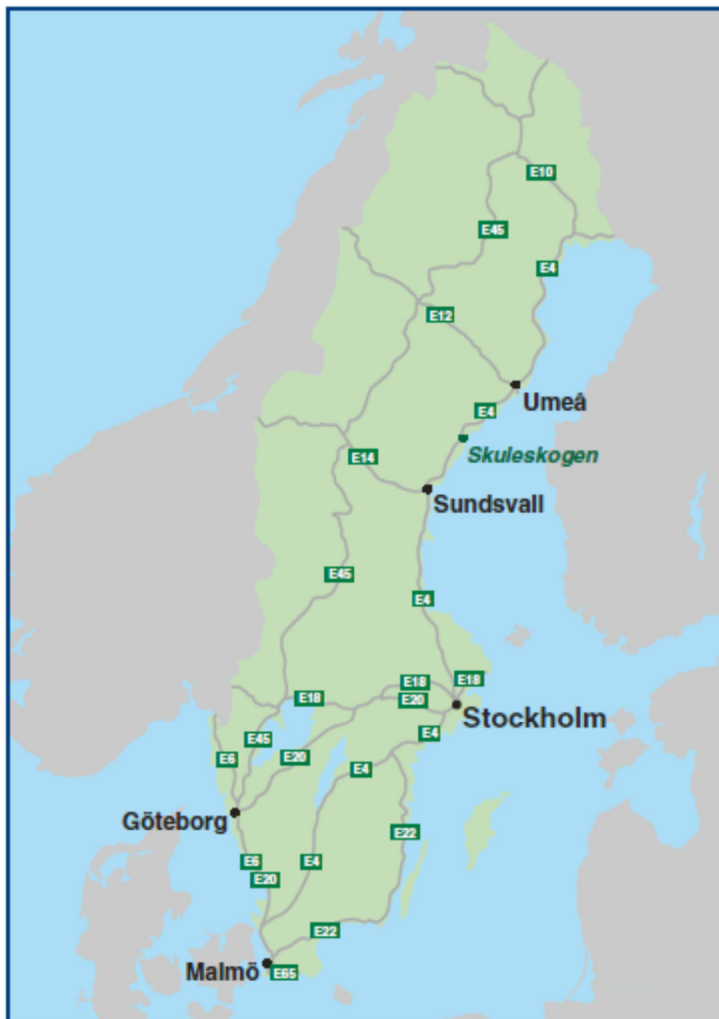 E10
E45
E4
E12
Umeå
E4
Skuleskogen
E14
Sundsvall
E45
E4
E18
E18
E20
E18
Stockholm
E4
E45
E20
E6
E4
Göteborg
E22
E6
E4
E20
E22
Malmö
E65